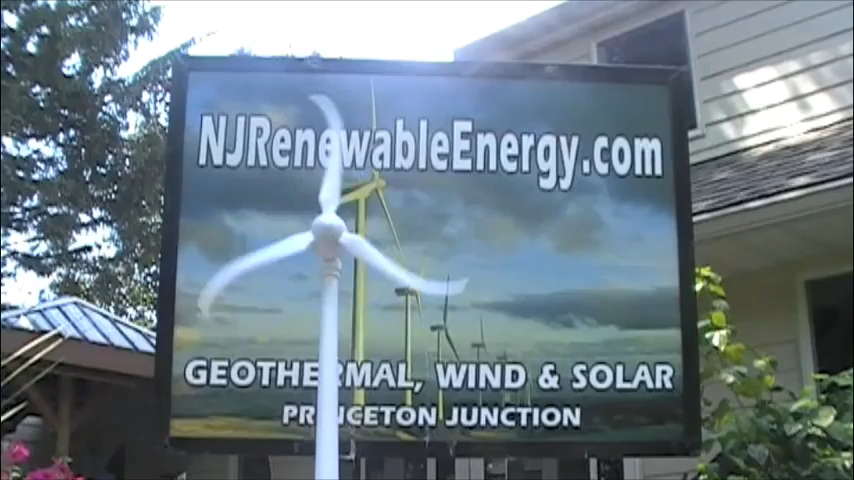 NJRenewableEnergy.com
GEOTHERMAL, WIND & SOLAR
PRINCETON JUNCTION